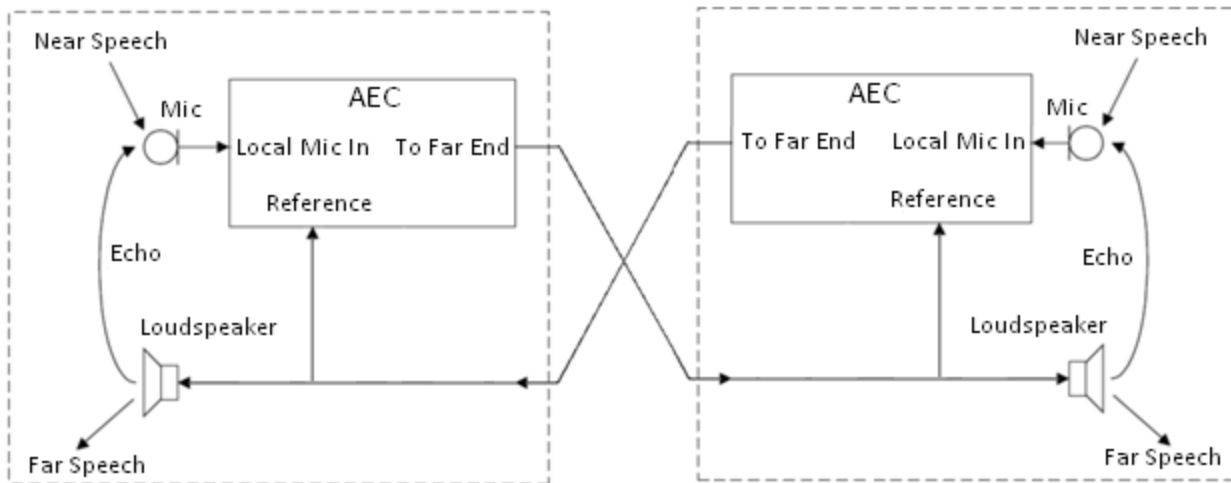 Near Speech
Mic
AEC
Local Mic In To Far End
Reference
Echo
Loudspeaker
Far Speech
Near Speech
AEC
Mic
To Far End Local Mic In
Reference
Echo
Loudspeaker
Far Speech